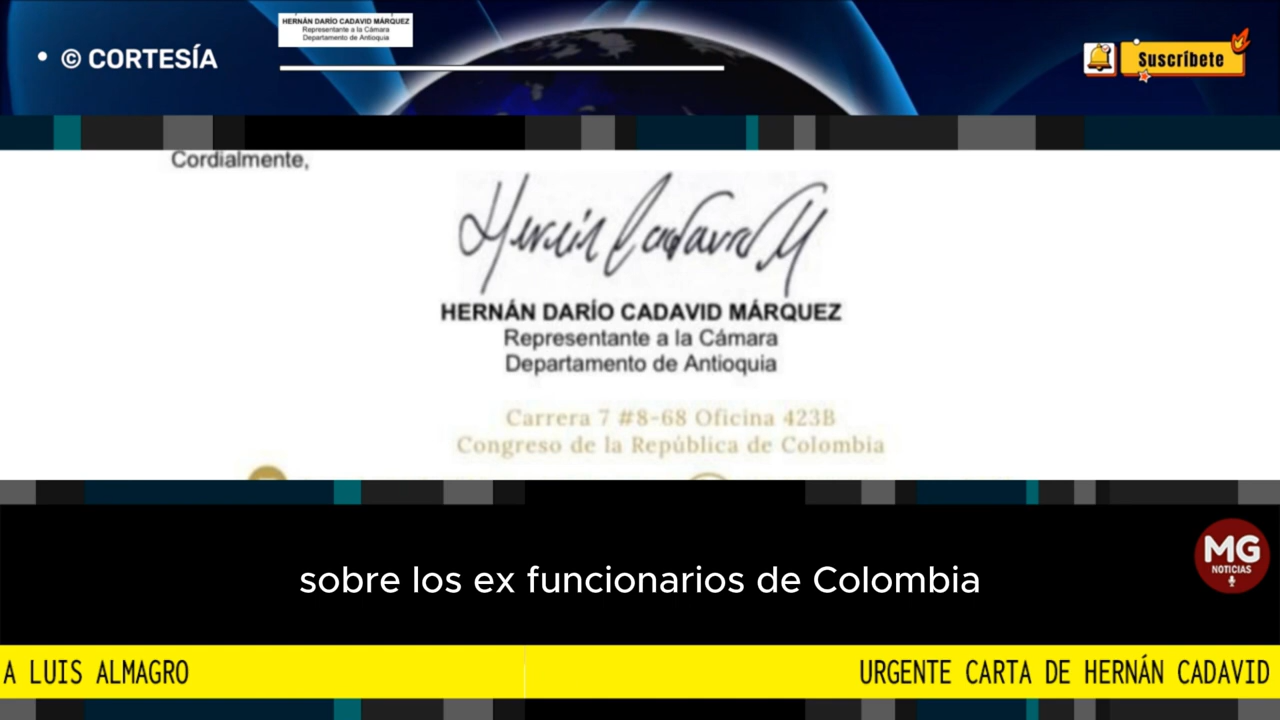 • © CORTESÍA
HERNÁN DARÍO CADAVID MÁRQUEZ
Representante a la Cámara
Departamento de Antioquia
Suscríbete
Cordialmente,
Hernán Cadavid M
HERNÁN DARÍO CADAVID MÁRQUEZ
Representante a la Cámara
Departamento de Antioquia
Carrera 7 #8-68 Oficina 423B
Congreso de la República de Colombia
sobre los ex funcionarios de Colombia
MG
NOTICIAS
A LUIS ALMAGRO
URGENTE CARTA DE HERNÁN CADAVID